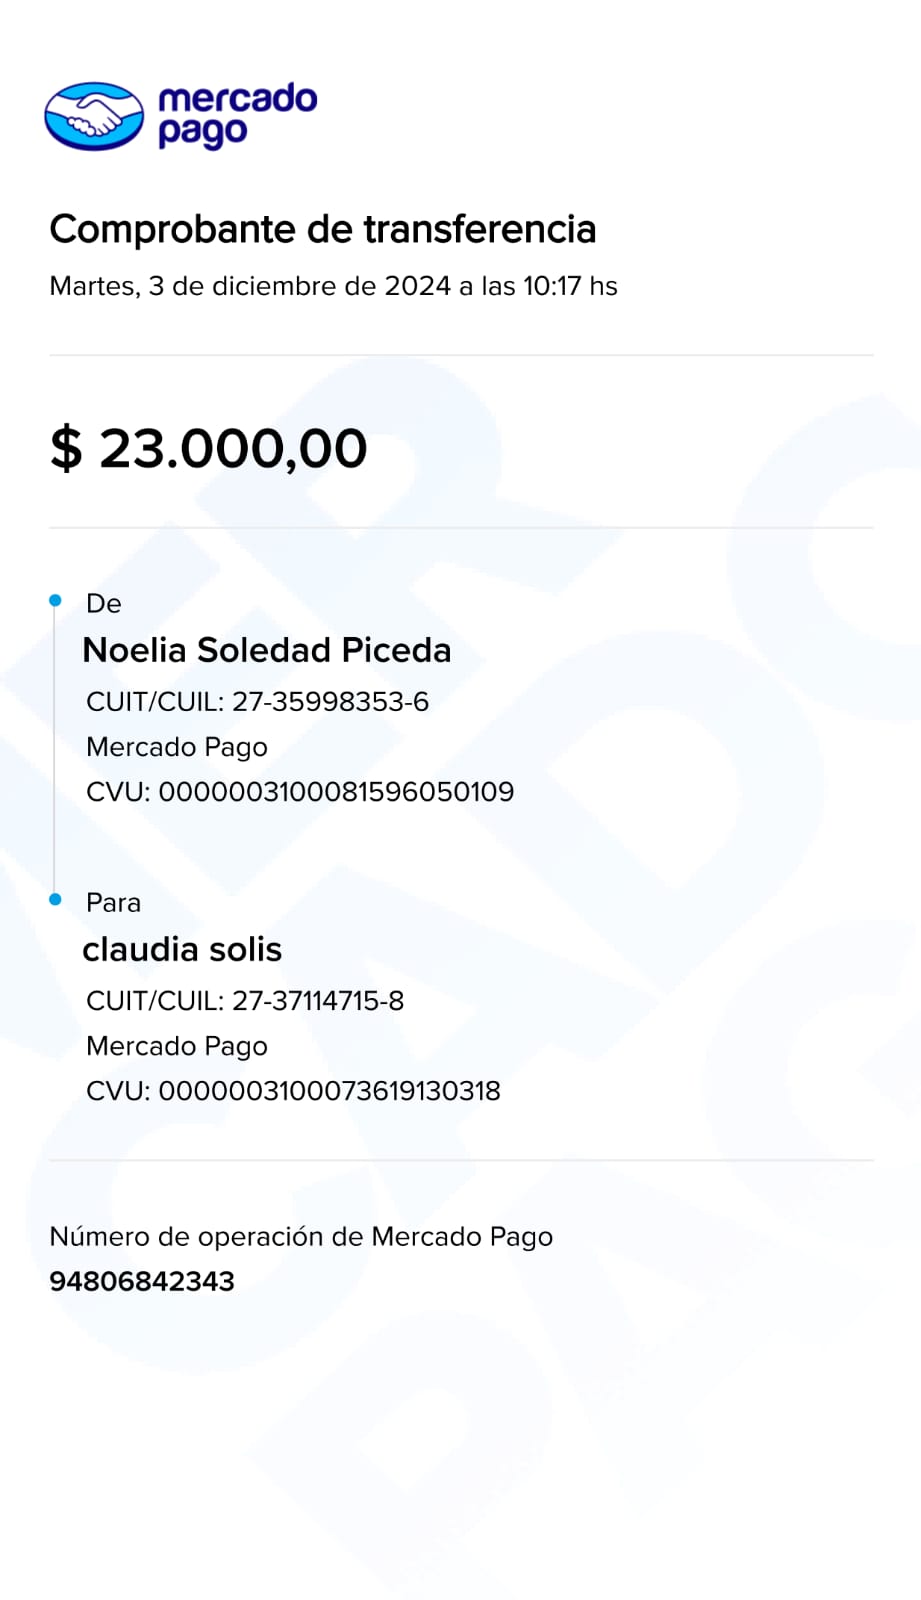 mercado
pago
Comprobante de transferencia
Martes, 3 de diciembre de 2024 a las 10:17 hs
$ 23.000,00
De
Noelia Soledad Piceda
CUIT/CUIL: 27-35998353-6
Mercado Pago
CVU: 0000003100081596050109
Para
claudia solis
CUIT/CUIL: 27-37114715-8
Mercado Pago
CVU: 0000003100073619130318
Número de operación de Mercado Pago
94806842343